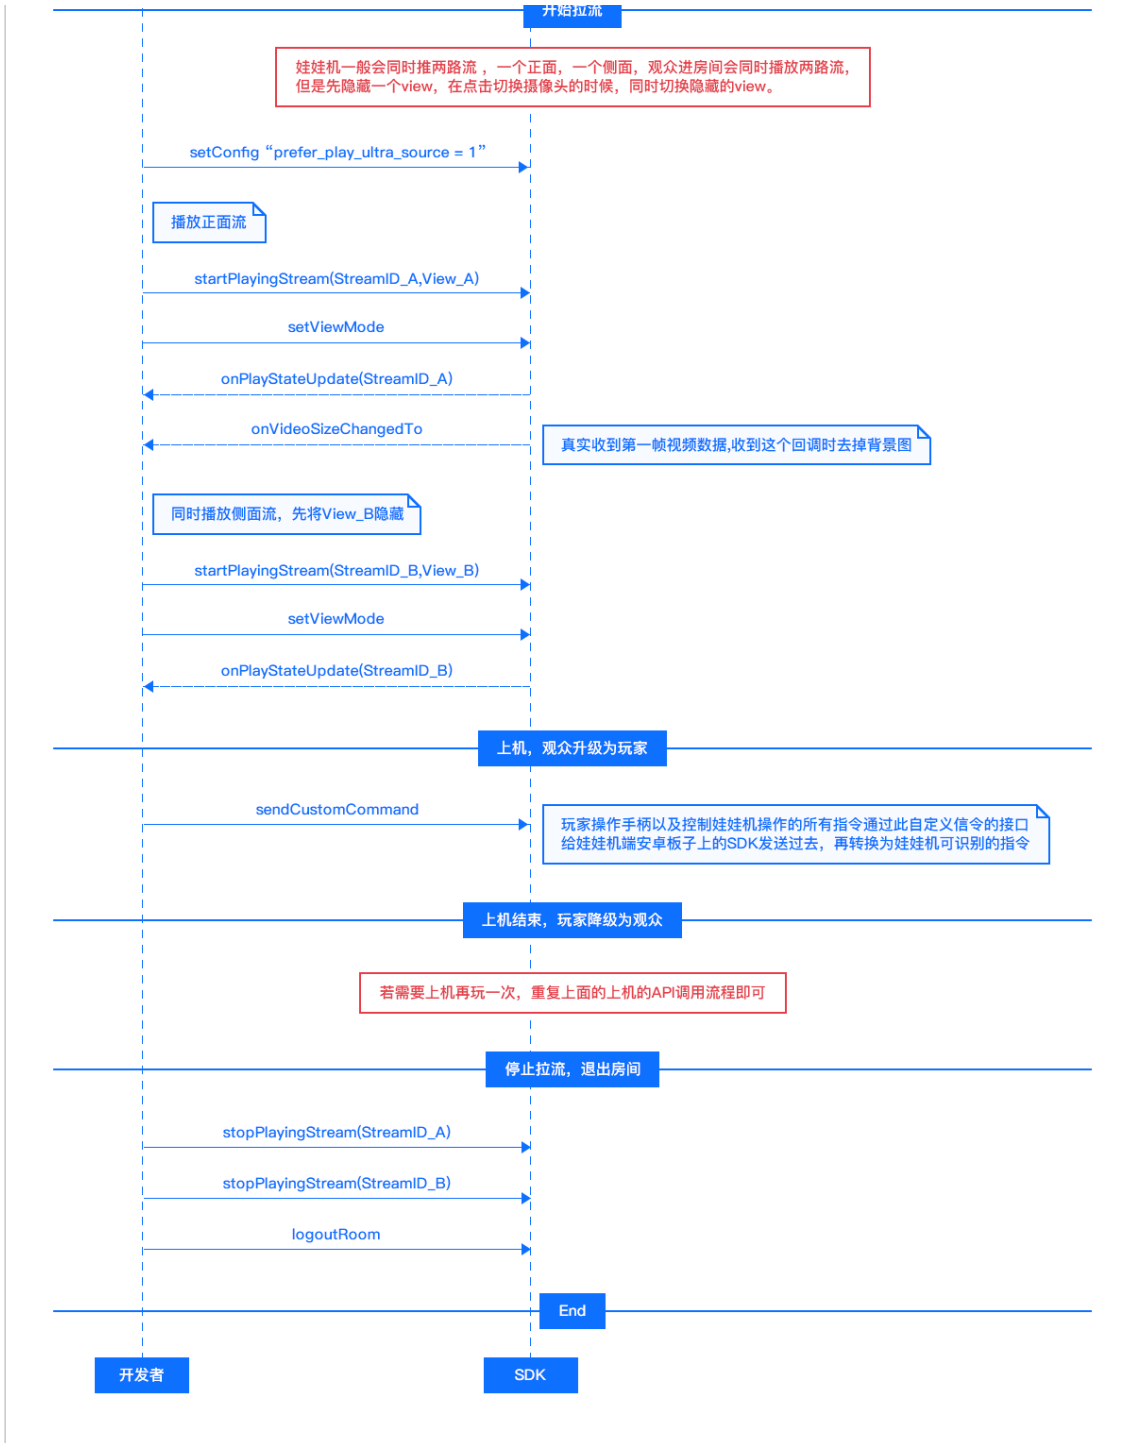 开始拉流
娃娃机一般会同时推两路流 ，一个正面，一个侧面，观众进房间会同时播放两路流，
但是先隐藏一个view，在点击切换摄像头的时候，同时切换隐藏的view。
setConfig “prefer_play_ultra_source = 1”
播放正面流
startPlayingStream(StreamID_A,View_A)
setViewMode
onPlayStateUpdate(StreamID_A)
onVideoSizeChangedTo
真实收到第一帧视频数据,收到这个回调时去掉背景图
同时播放侧面流，先将View_B隐藏
startPlayingStream(StreamID_B,View_B)
setViewMode
onPlayStateUpdate(StreamID_B)
上机，观众升级为玩家
sendCustomCommand
玩家操作手柄以及控制娃娃机操作的所有指令通过此自定义信令的接口
给娃娃机端安卓板子上的SDK发送过去，再转换为娃娃机可识别的指令
上机结束，玩家降级为观众
若需要上机再玩一次，重复上面的上机的API调用流程即可
停止拉流，退出房间
stopPlayingStream(StreamID_A)
stopPlayingStream(StreamID_B)
logoutRoom
End
开发者
SDK